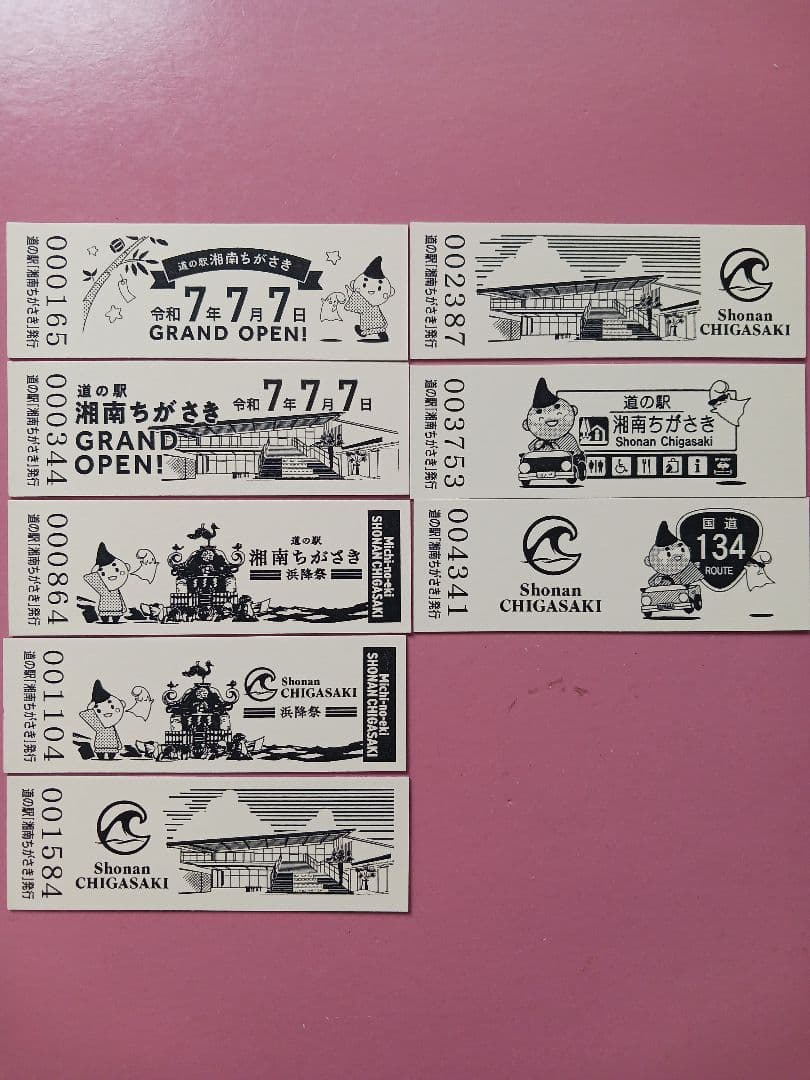 000165
道の駅「湘南ちがさき」発行
道の駅 湘南ちがさき
令和7年7月7日
GRAND OPEN!
000344
道の駅「湘南ちがさき」発行
道の駅
湘南ちがさき
令和7年7月7日
GRAND
OPEN!
000864
道の駅「湘南ちがさき」発行
道の駅
湘南ちがさき
浜降祭
Michi-no-eki
SHONAN CHIGASAKI
001104
道の駅「湘南ちがさき」発行
Shonan
CHIGASAKI
浜降祭
Michi-no-eki
SHONAN CHIGASAKI
001584
道の駅「湘南ちがさき」発行
Shonan
CHIGASAKI
002387
道の駅「湘南ちがさき」発行
Shonan
CHIGASAKI
003753
道の駅「湘南ちがさき」発行
道の駅
湘南ちがさき
Shonan Chigasaki
004341
道の駅「湘南ちがさき」発行
Shonan
CHIGASAKI
国道
134
ROUTE